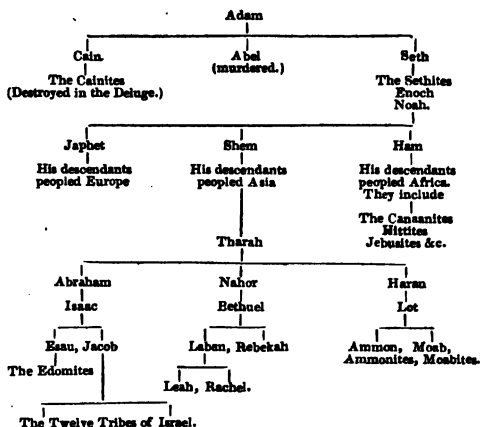 Adam
Cain. Abel Seth
The Cainites (murdered.) The Sethites
(Destroyed in the Deluge.) Enoch
Noah.
Japhet Shem Ham
His descendants His descendants His descendants
peopled Europe peopled Asia peopled Africa.
They include
The Canaanites
Hittites
Jebusites &c.
Tharah
Abraham Nahor Haran
Isaac Bethuel Lot
Esau, Jacob Laban, Rebekah Ammon, Moab,
The Edomites Ammonites, Moabites.
Leah, Rachel.
The Twelve Tribes of Israel.